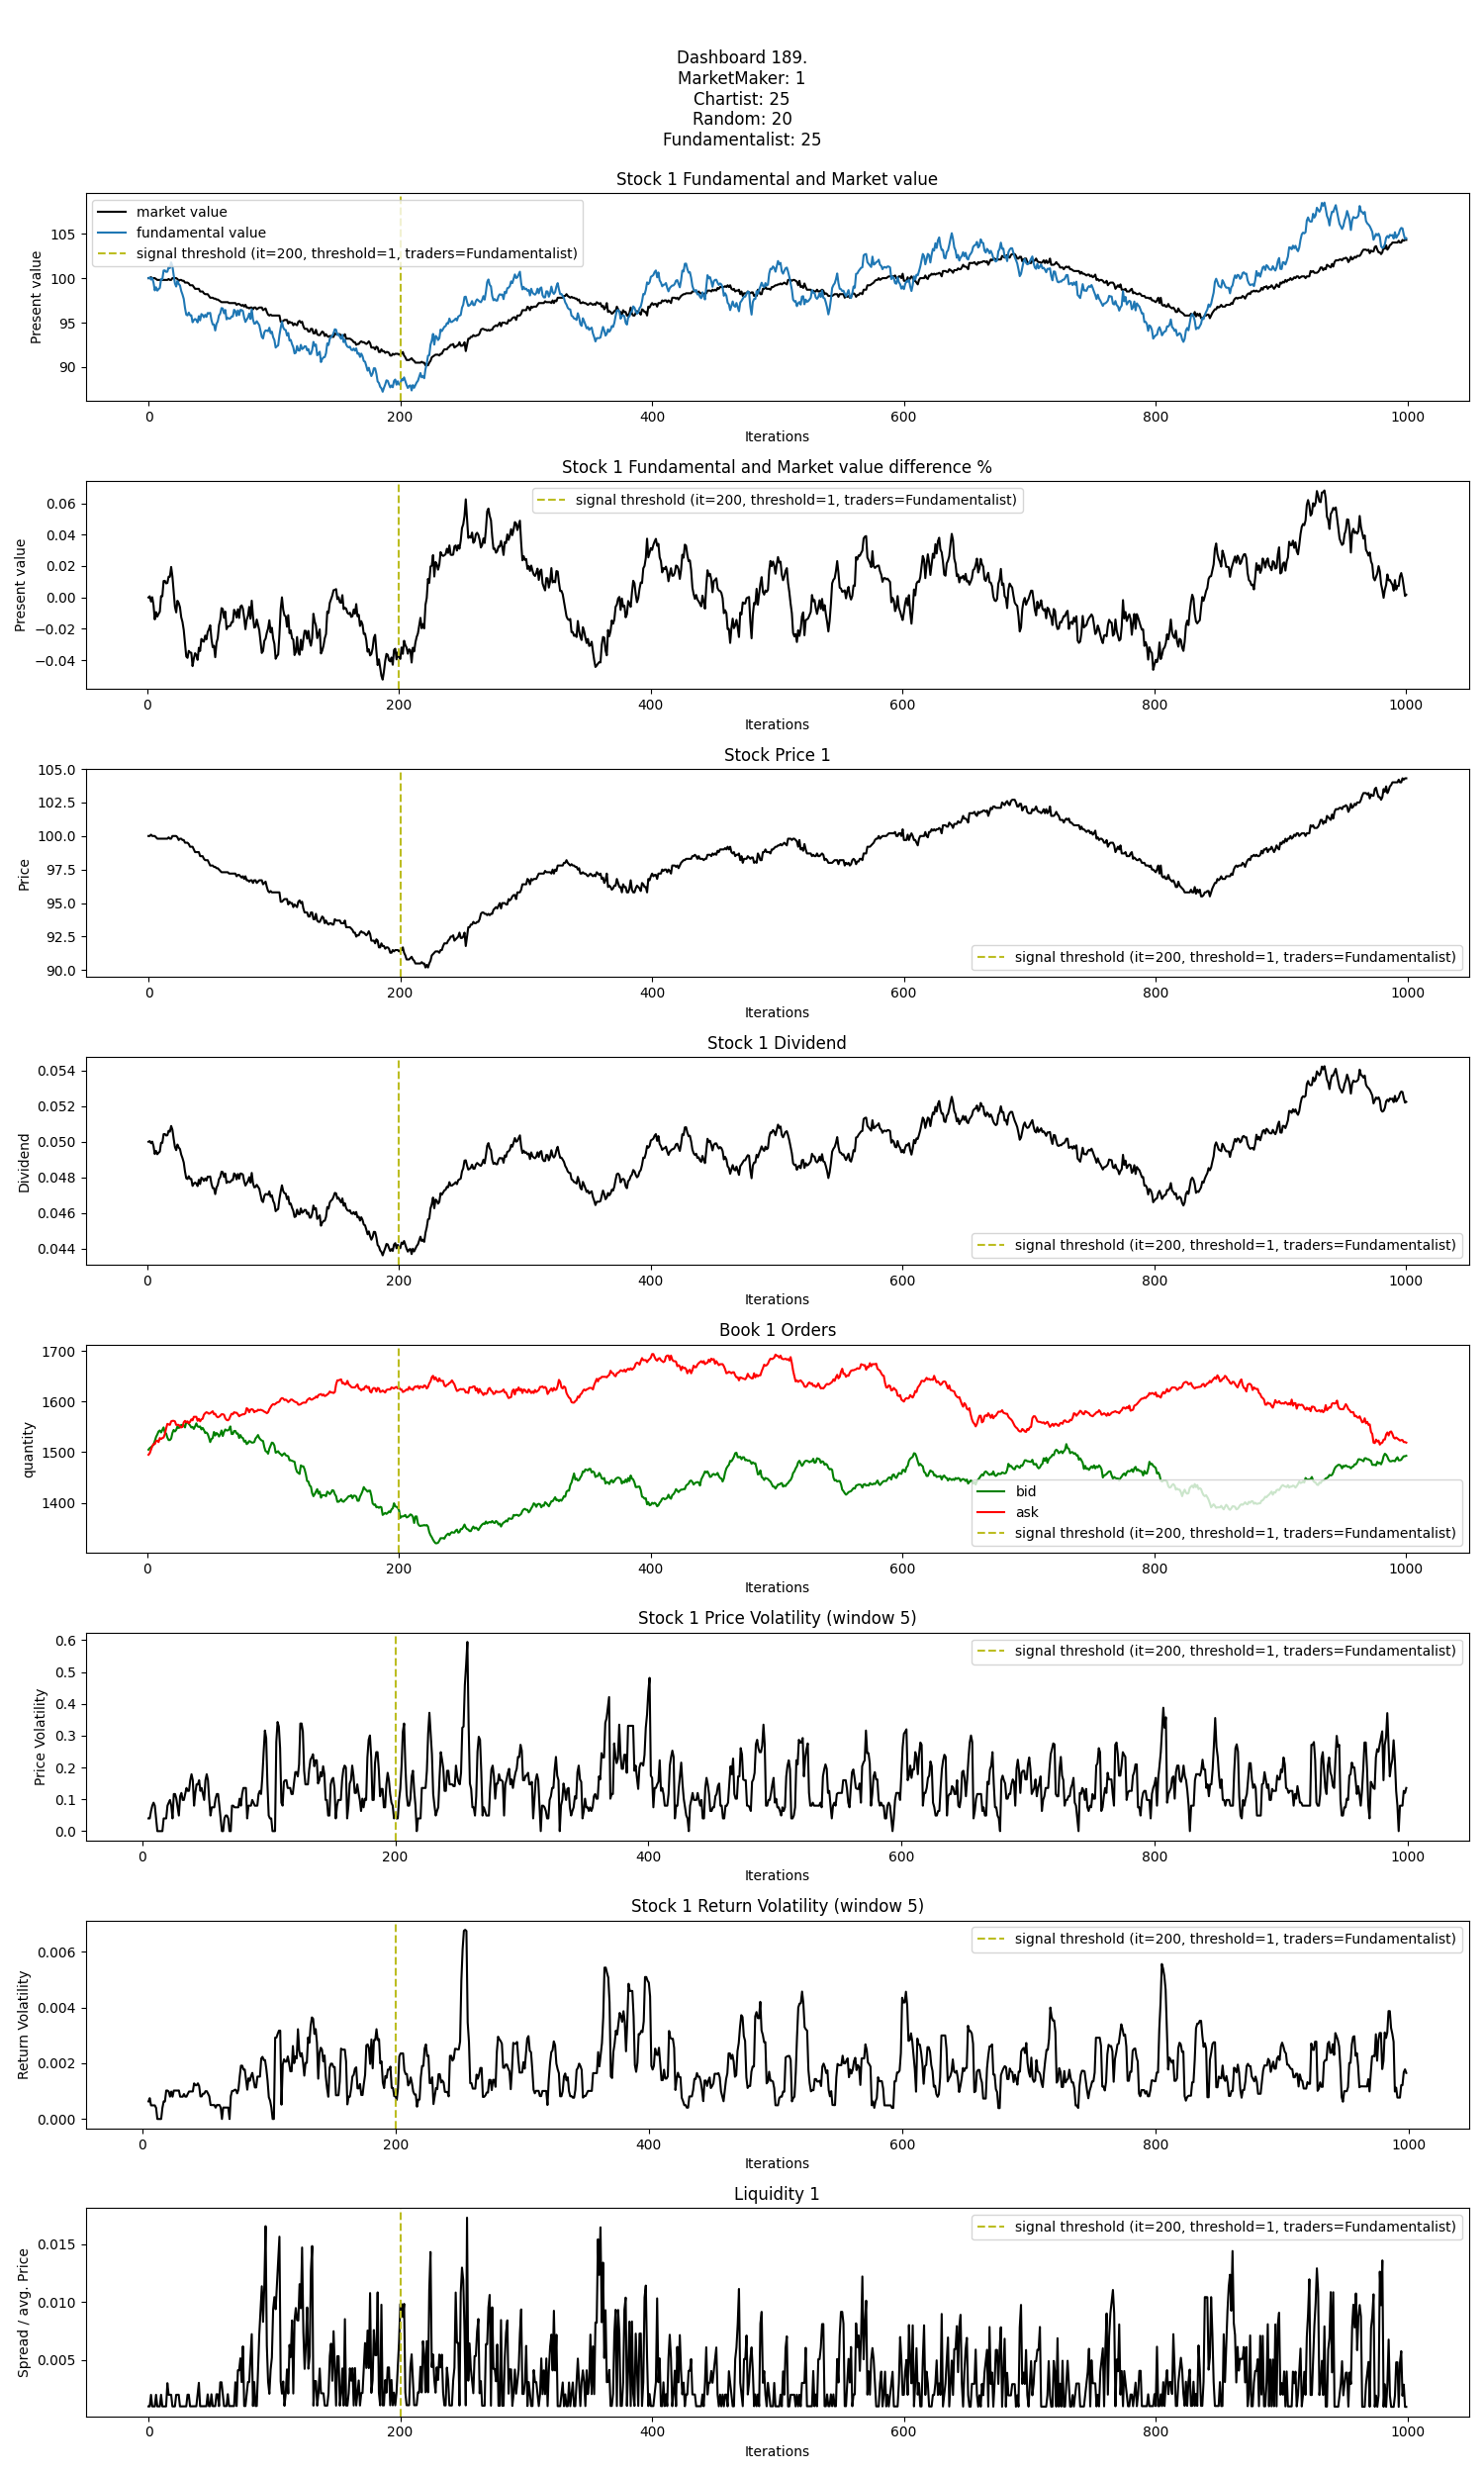 Dashboard 189.
MarketMaker: 1
Chartist: 25
Random: 20
Fundamentalist: 25
Stock 1 Fundamental and Market value
market value
fundamental value
signal threshold (it=200, threshold=1, traders=Fundamentalist)
Present value
105
100
95
90
0 200 400 600 800 1000
Iterations
Stock 1 Fundamental and Market value difference %
signal threshold (it=200, threshold=1, traders=Fundamentalist)
Present value
0.06
0.04
0.02
0.00
−0.02
−0.04
0 200 400 600 800 1000
Iterations
Stock Price 1
Price
105.0
102.5
100.0
97.5
95.0
92.5
90.0
signal threshold (it=200, threshold=1, traders=Fundamentalist)
0 200 400 600 800 1000
Iterations
Stock 1 Dividend
Dividend
0.054
0.052
0.050
0.048
0.046
0.044
signal threshold (it=200, threshold=1, traders=Fundamentalist)
0 200 400 600 800 1000
Iterations
Book 1 Orders
quantity
1700
1600
1500
1400
bid
ask
signal threshold (it=200, threshold=1, traders=Fundamentalist)
0 200 400 600 800 1000
Iterations
Stock 1 Price Volatility (window 5)
signal threshold (it=200, threshold=1, traders=Fundamentalist)
Price Volatility
0.6
0.5
0.4
0.3
0.2
0.1
0.0
0 200 400 600 800 1000
Iterations
Stock 1 Return Volatility (window 5)
signal threshold (it=200, threshold=1, traders=Fundamentalist)
Return Volatility
0.006
0.004
0.002
0.000
0 200 400 600 800 1000
Iterations
Liquidity 1
signal threshold (it=200, threshold=1, traders=Fundamentalist)
Spread / avg. Price
0.015
0.010
0.005
0 200 400 600 800 1000
Iterations